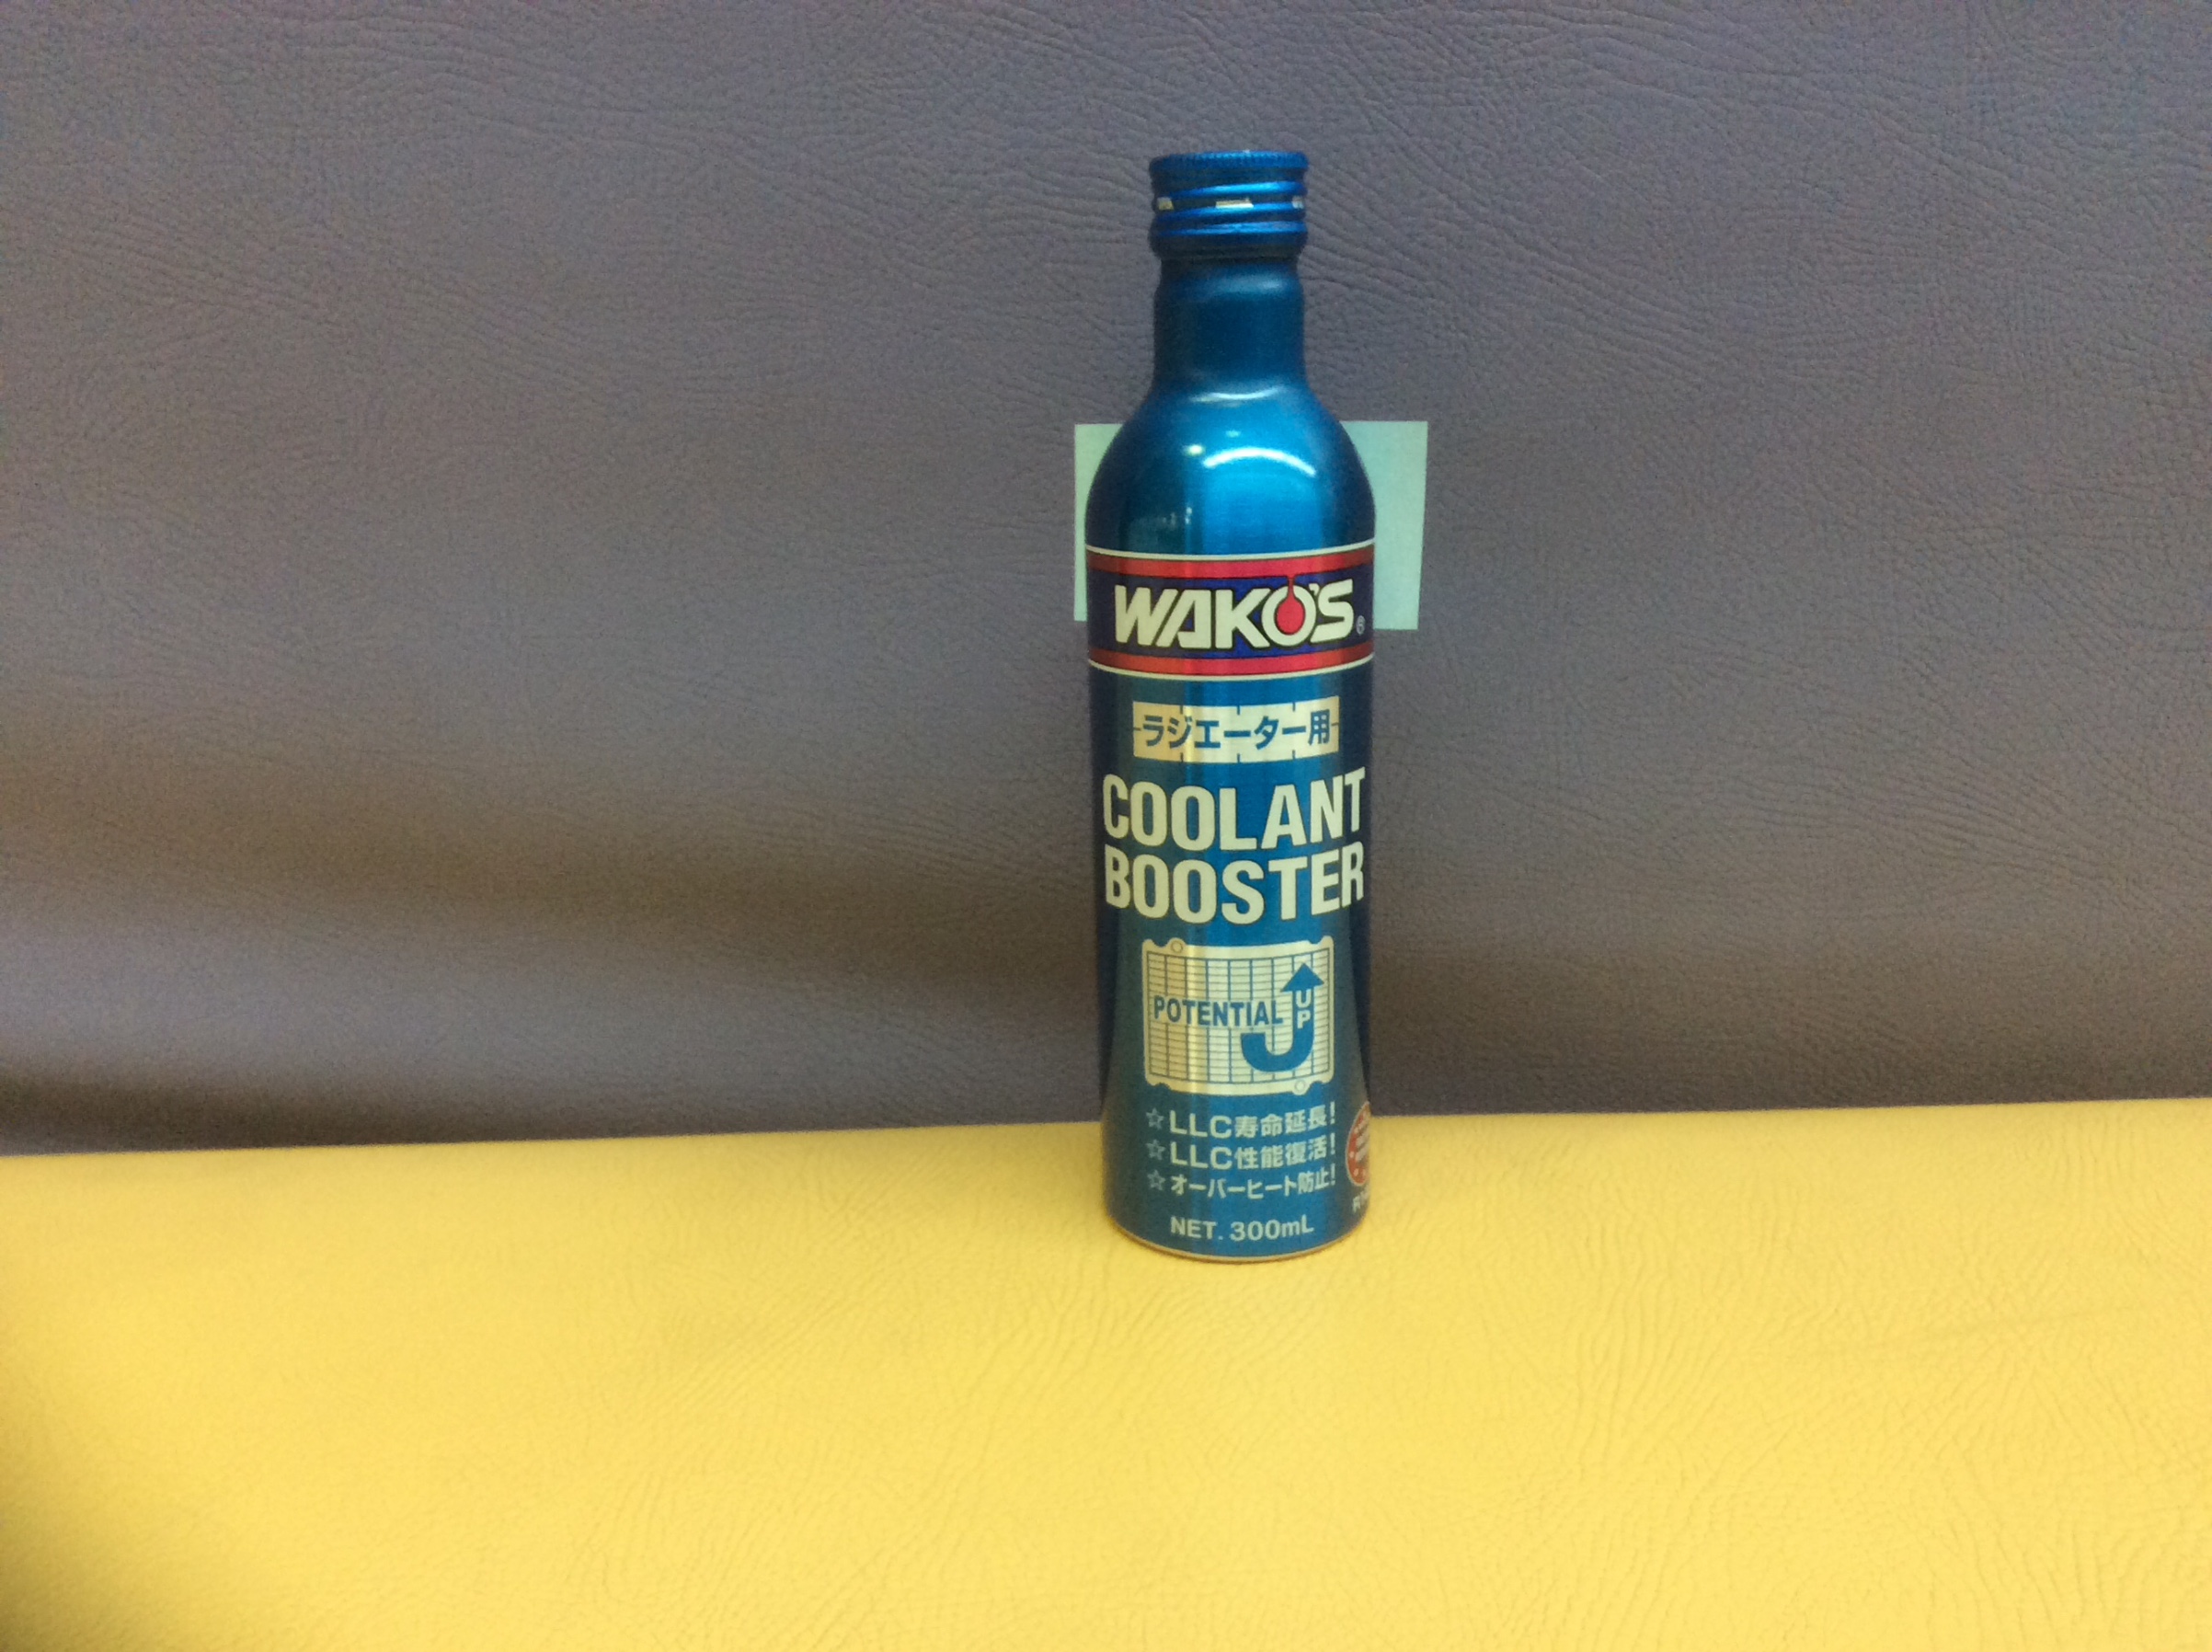 WAKO'S®
ラジエーター用
COOLANT
BOOSTER
POTENTIAL
UP
☆LLC寿命延長!
☆LLC性能復活!
☆オーバーヒート防止!
NET. 300mL